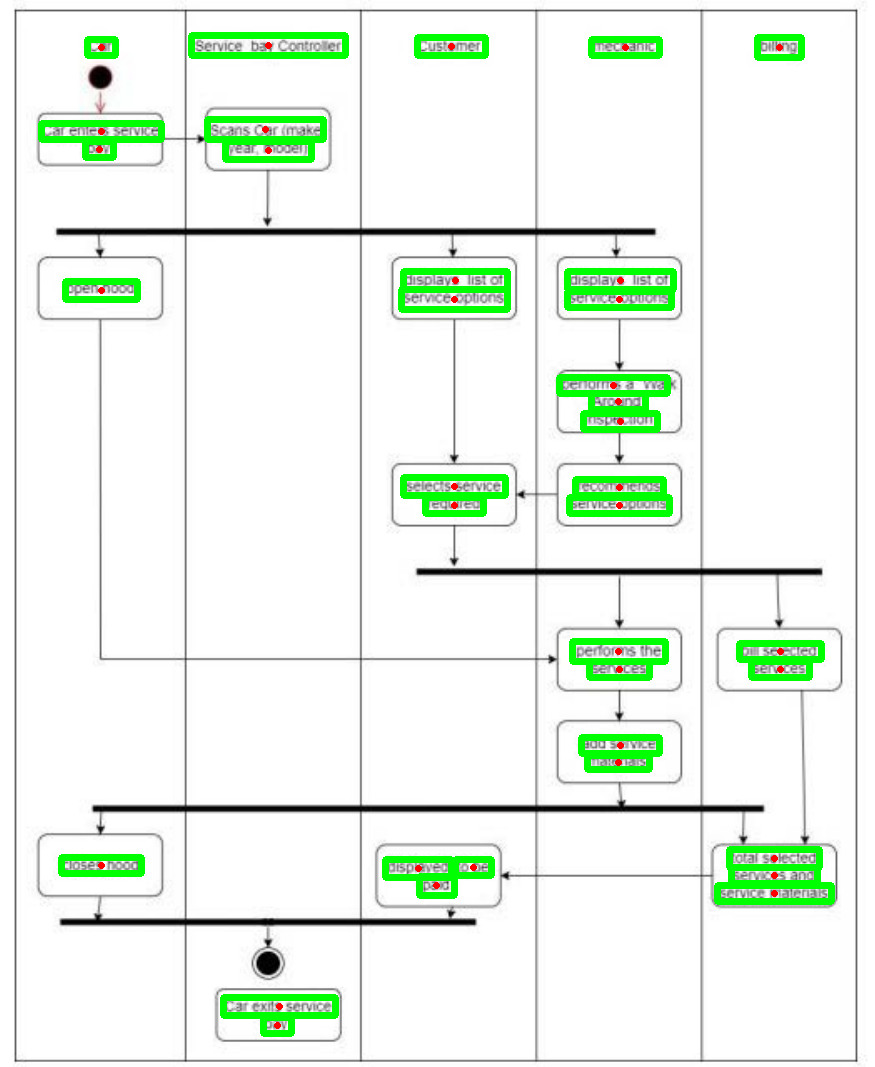 Car
Service bay Controller
Customer
mechanic
billing
Car enters service
bay
Scans Car (make
year, model)
open hood
displays list of
service options
displays list of
service options
performs a Walk
Around
Inspection
selects service
required
recommends
service options
performs the
services
bill selected
services
add service
materials
closes hood
displayed to be
paid
total selected
services and
service materials
Car exits service
bay